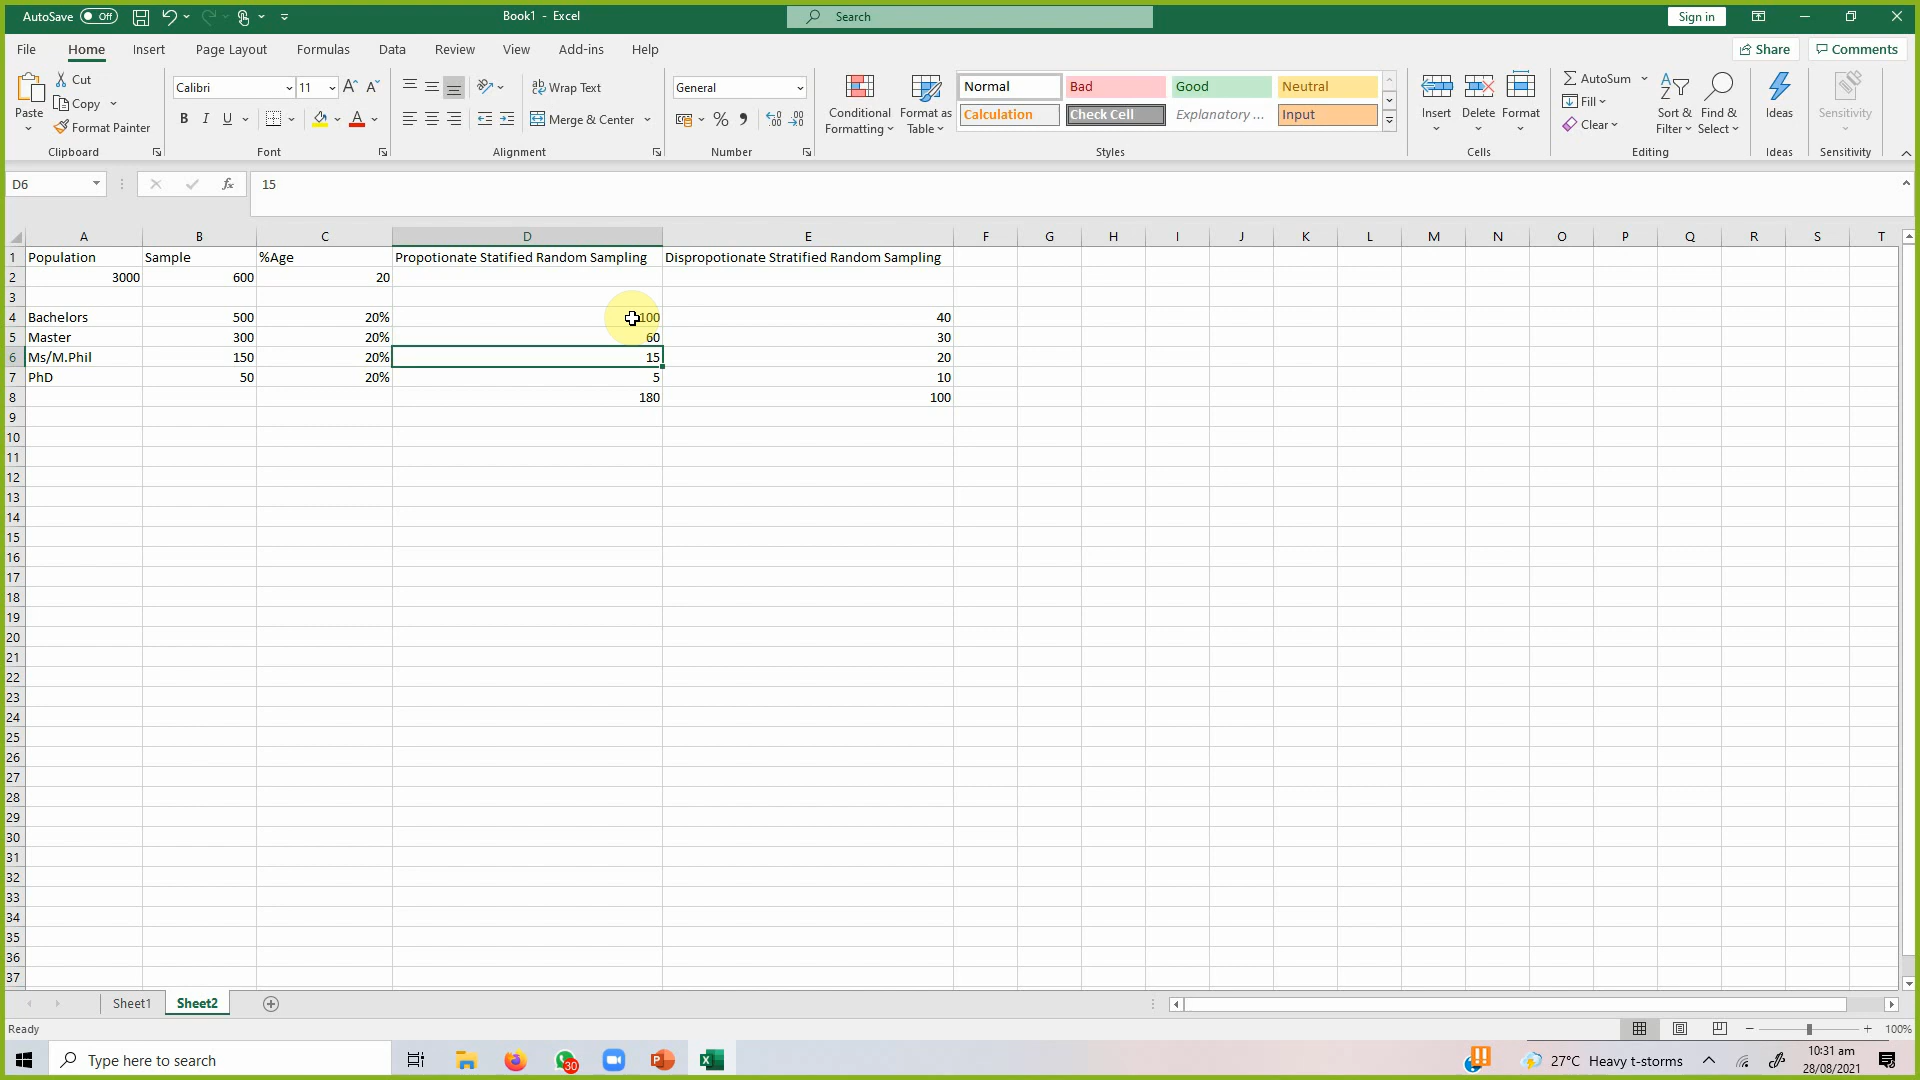 AutoSave Off Book1 - Excel Search Sign in
File Home Insert Page Layout Formulas Data Review View Add-ins Help Share Comments
Paste Cut Copy Format Painter Clipboard
Calibri 11 B I U A Font
Wrap Text Merge & Center Alignment
General % Number
Conditional Formatting Format as Table
Normal Bad Good Neutral
Calculation Check Cell Explanatory ... Input
Styles
Insert Delete Format Cells
AutoSum Fill Clear Sort & Filter Find & Select Editing
Ideas Ideas
Sensitivity Sensitivity
D6 fx 15
A B C D E F G H I J K L M N O P Q R S T
1 Population Sample %Age Propotionate Statified Random Sampling Dispropotionate Stratified Random Sampling
2 3000 600 20
3
4 Bachelors 500 20% 100 40
5 Master 300 20% 60 30
6 Ms/M.Phil 150 20% 15 20
7 PhD 50 20% 5 10
8 180 100
9
10
11
12
13
14
15
16
17
18
19
20
21
22
23
24
25
26
27
28
29
30
31
32
33
34
35
36
37
Sheet1 Sheet2
Ready 100%
Type here to search 30 27°C Heavy t-storms 10:31 am
28/08/2021